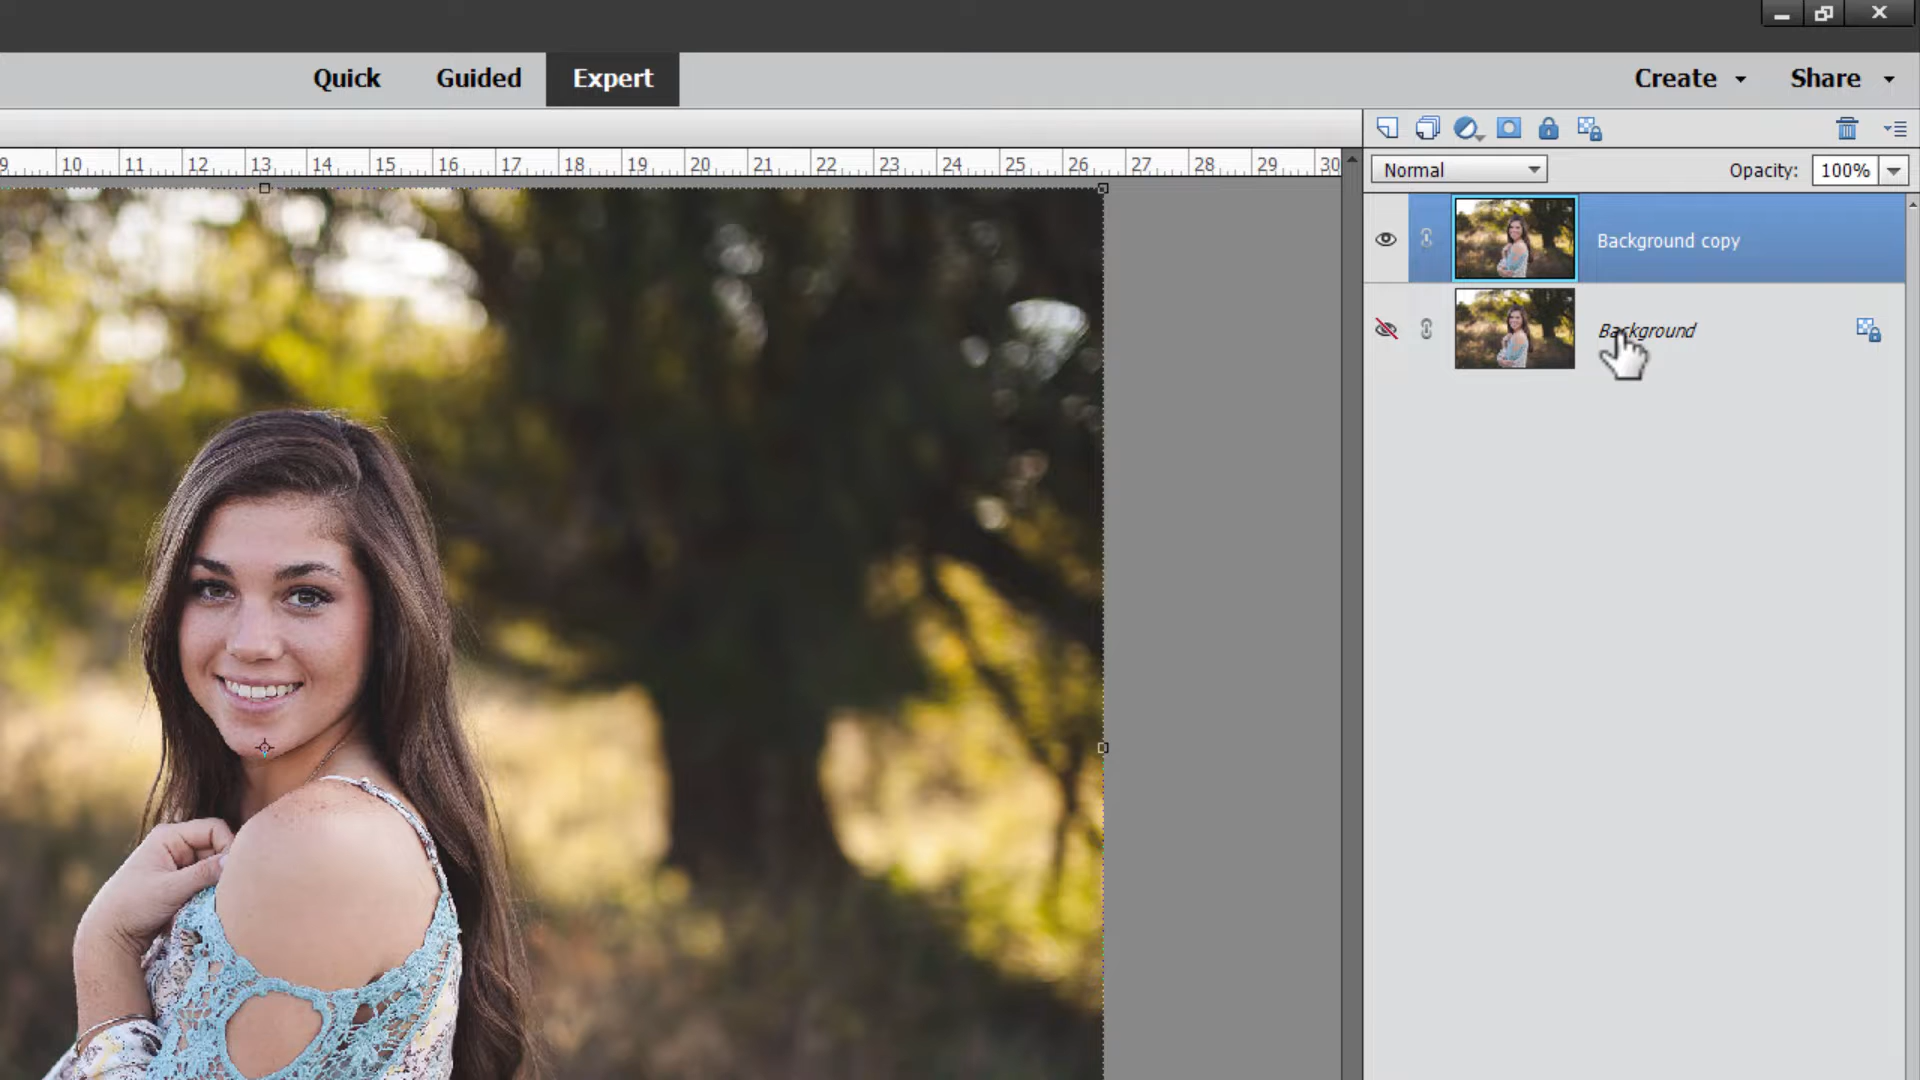 Quick Guided Expert Create Share
9 10 11 12 13 14 15 16 17 18 19 20 21 22 23 24 25 26 27 28 29 30
Normal Opacity: 100%
Background copy
Background